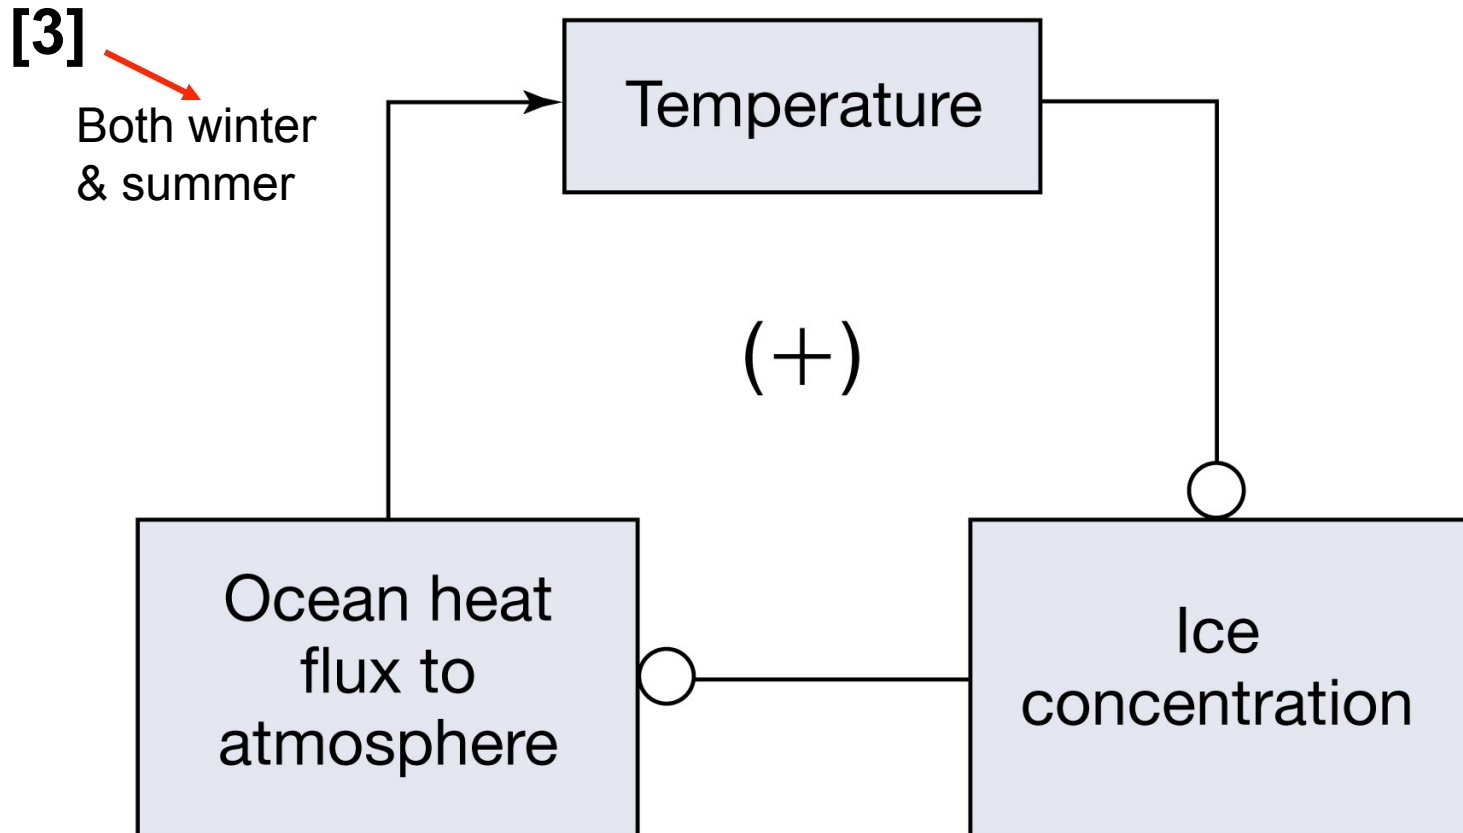 [3]
Both winter
& summer
Temperature
(+)
Ocean heat
flux to
atmosphere
Ice
concentration